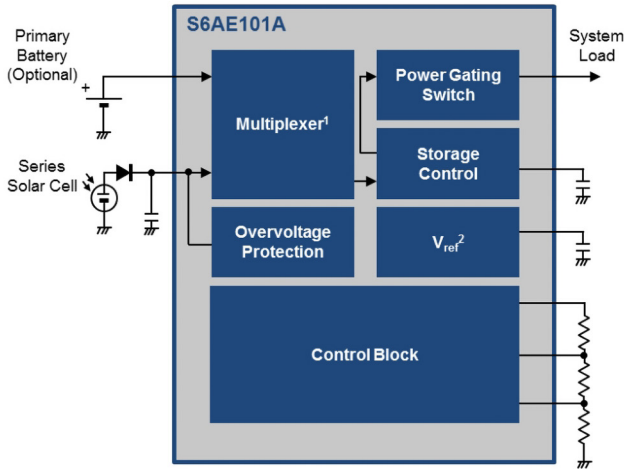 S6AE101A
Primary
Battery
(Optional)
+
System
Load
Multiplexer1
Power Gating
Switch
Series
Solar Cell
Storage
Control
Overvoltage
Protection
Vref2
Control Block